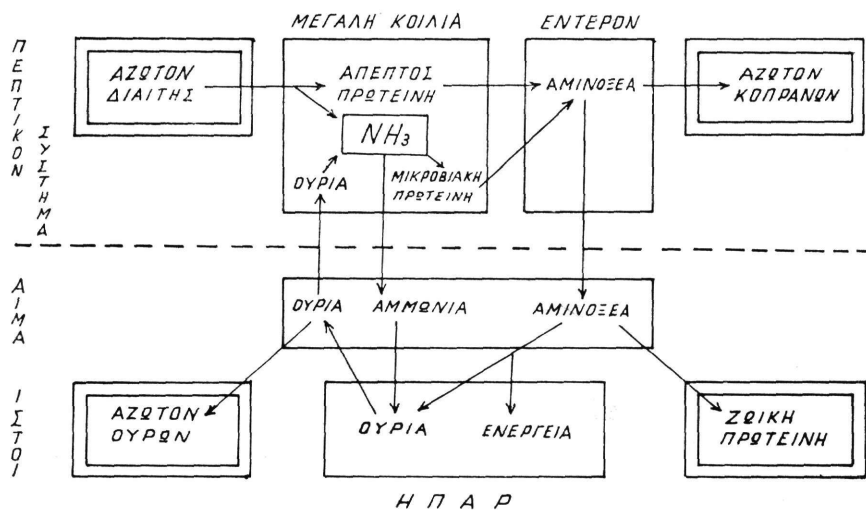 ΜΕΓΑΛΗ ΚΟΙΛΙΑ
ΕΝΤΕΡΟΝ
ΠΕΠΤΙΚΟΝ
ΣΥΣΤΗΜΑ
ΑΖΩΤΟΝ
ΔΙΑΙΤΗΣ
ΑΠΕΠΤΟΣ
ΠΡΩΤΕΙΝΗ
ΑΜΙΝΟΞΕΑ
ΑΖΩΤΟΝ
ΚΟΠΡΑΝΩΝ
NH₃
ΟΥΡΙΑ
ΜΙΚΡΟΒΙΑΚΗ
ΠΡΩΤΕΙΝΗ
ΑΙΜΑ
ΟΥΡΙΑ
ΑΜΜΩΝΙΑ
ΑΜΙΝΟΞΕΑ
ΙΣΤΟΙ
ΑΖΩΤΟΝ
ΟΥΡΩΝ
ΟΥΡΙΑ
ΕΝΕΡΓΕΙΑ
ΖΩΙΚΗ
ΠΡΩΤΕΙΝΗ
ΗΠΑΡ